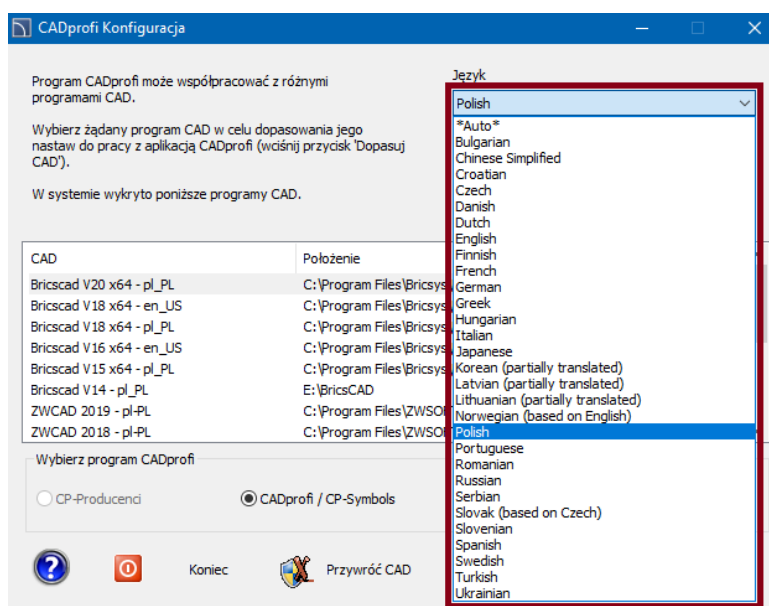 CADprofi Konfiguracja
Program CADprofi może współpracować z różnymi
programami CAD.
Wybierz żądany program CAD w celu dopasowania jego
nastaw do pracy z aplikacją CADprofi (wciśnij przycisk 'Dopasuj
CAD').
W systemie wykryto poniższe programy CAD.
Język
Polish
*Auto*
Bulgarian
Chinese Simplified
Croatian
Czech
Danish
Dutch
English
Finnish
French
German
Greek
Hungarian
Italian
Japanese
Korean (partially translated)
Latvian (partially translated)
Lithuanian (partially translated)
Norwegian (based on English)
Polish
Portuguese
Romanian
Russian
Serbian
Slovak (based on Czech)
Slovenian
Spanish
Swedish
Turkish
Ukrainian
CAD Położenie
Bricscad V20 x64 - pl_PL C:\Program Files\Bricsys
Bricscad V18 x64 - en_US C:\Program Files\Bricsys
Bricscad V18 x64 - pl_PL C:\Program Files\Bricsys
Bricscad V16 x64 - en_US C:\Program Files\Bricsys
Bricscad V15 x64 - pl_PL C:\Program Files\Bricsys
Bricscad V14 - pl_PL E:\BricsCAD
ZWCAD 2019 - pl-PL C:\Program Files\ZWSO
ZWCAD 2018 - pl-PL C:\Program Files\ZWSO
Wybierz program CADprofi
CP-Producenci CADprofi / CP-Symbols
Koniec Przywróć CAD